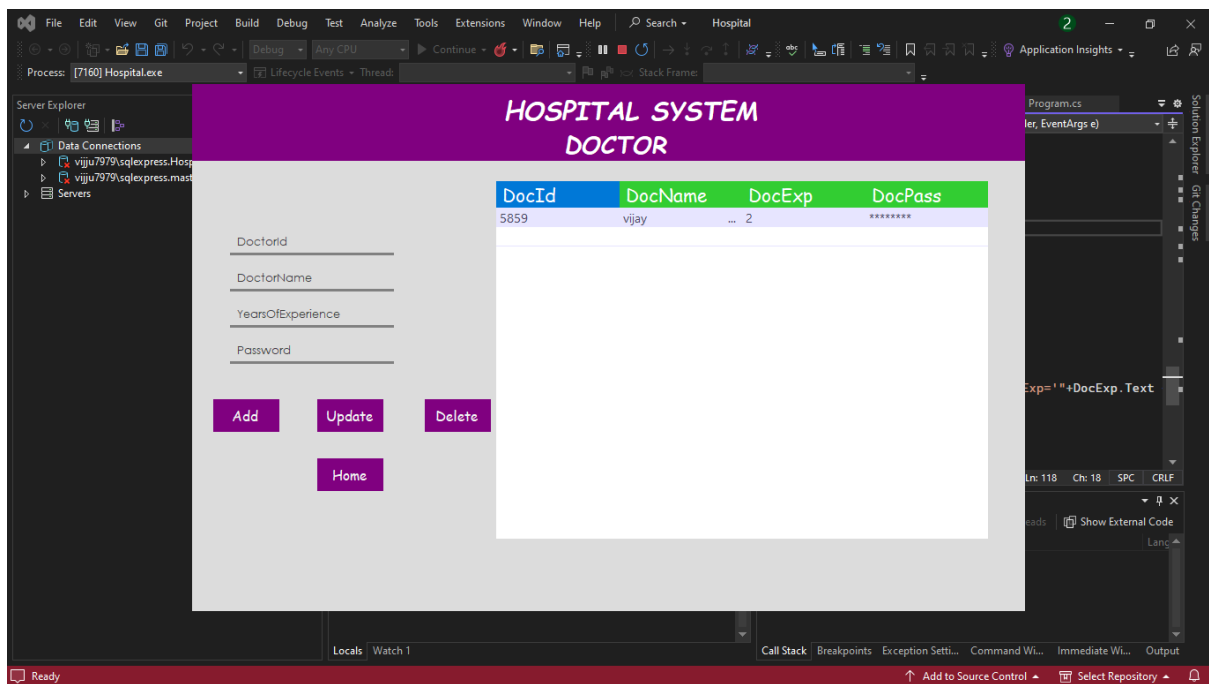 File Edit View Git Project Build Debug Test Analyze Tools Extensions Window Help Search Hospital 2
Debug Any CPU Continue Application Insights
Process: [7160] Hospital.exe Lifecycle Events Thread: Stack Frame:
Server Explorer
Data Connections
vijju7979\sqlexpress.Hosp
vijju7979\sqlexpress.mast
Servers
HOSPITAL SYSTEM
DOCTOR
DocId DocName DocExp DocPass
5859 vijay ... 2 ********
DoctorId
DoctorName
YearsOfExperience
Password
Add Update Delete
Home
Program.cs
ler, EventArgs e)
Exp='"+DocExp.Text
Ln: 118 Ch: 18 SPC CRLF
eads Show External Code
Lang
Solution Explorer
Git Changes
Locals Watch 1
Call Stack Breakpoints Exception Setti... Command Wi... Immediate Wi... Output
Ready Add to Source Control Select Repository